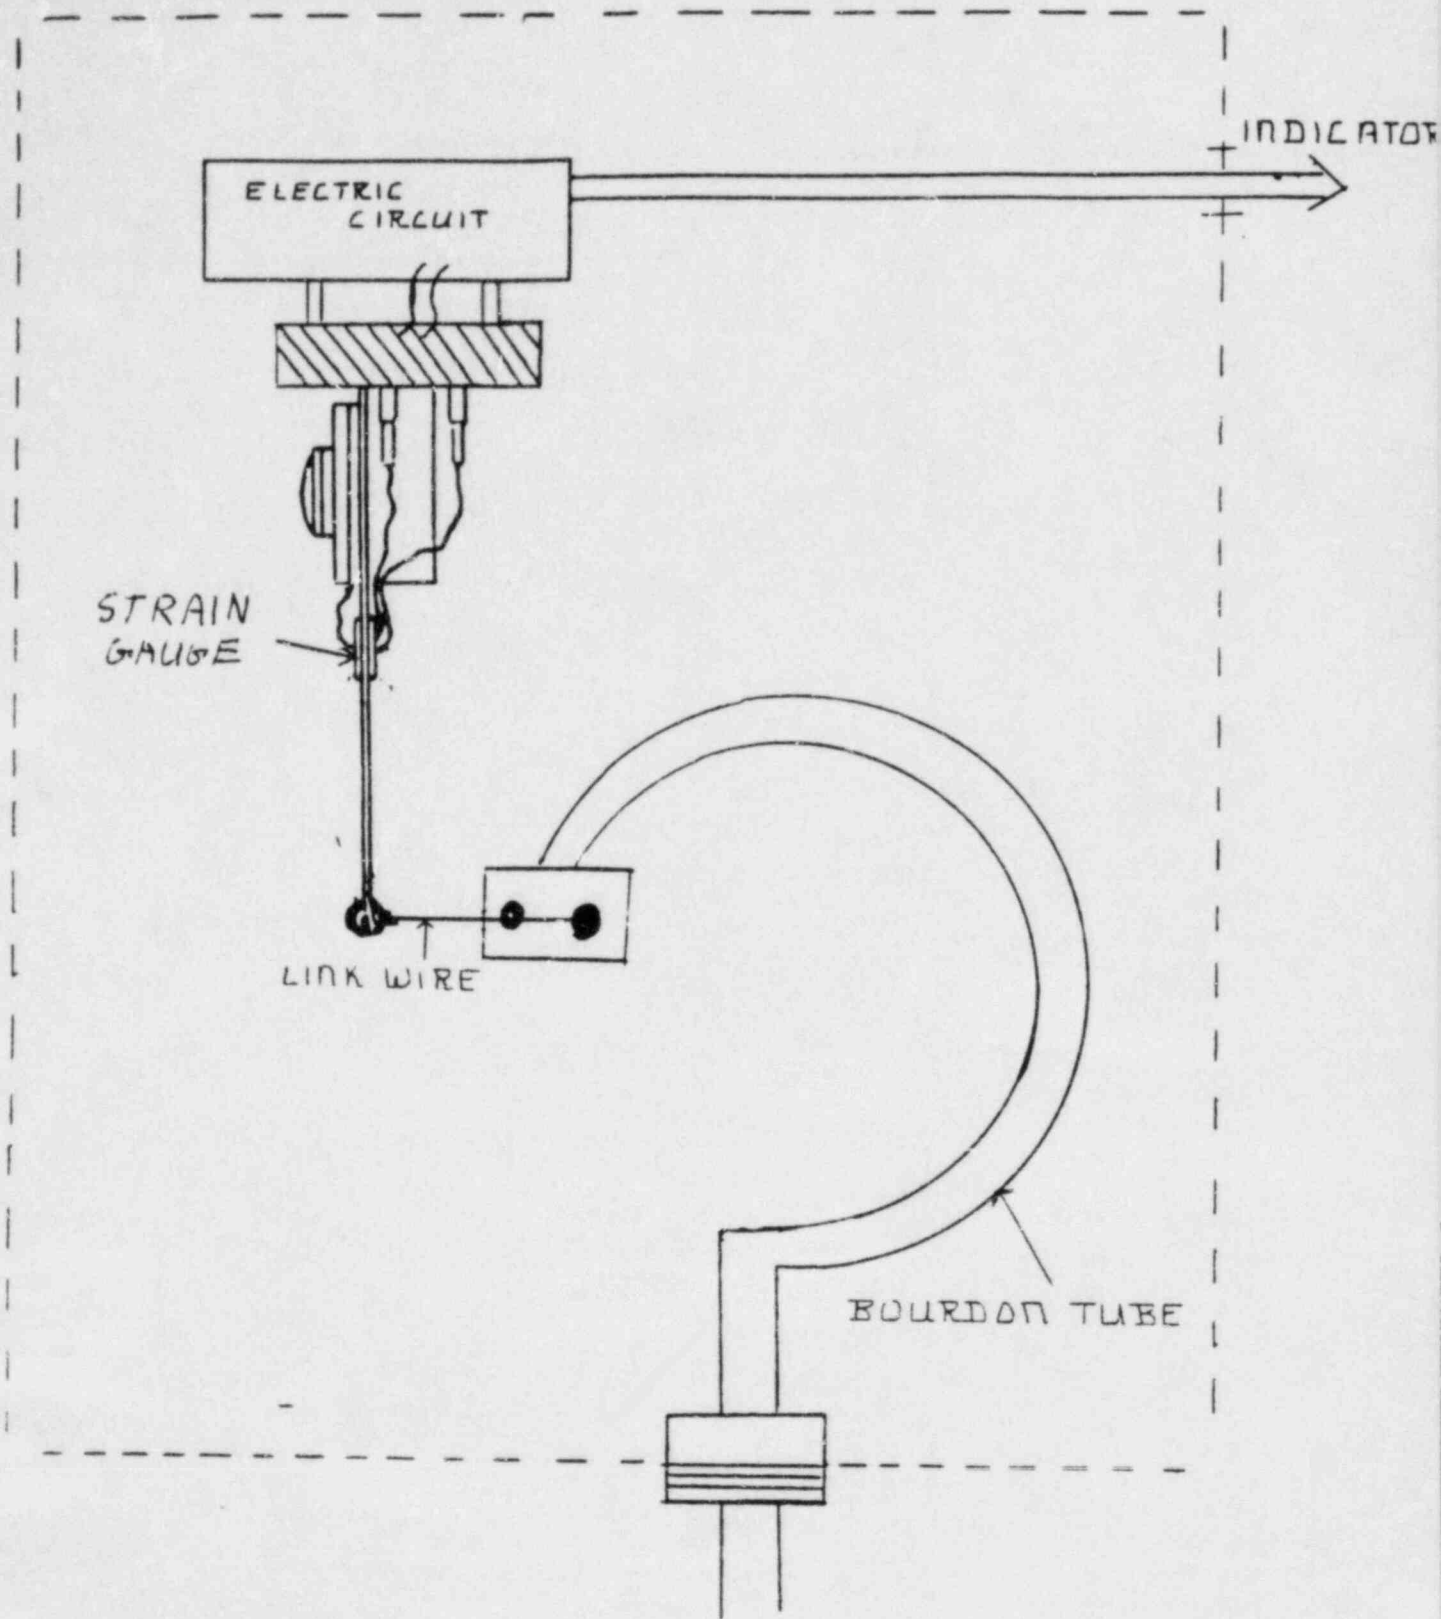 INDICATOR
ELECTRIC
CIRCUIT
STRAIN
GAUGE
LINK WIRE
BOURDON TUBE